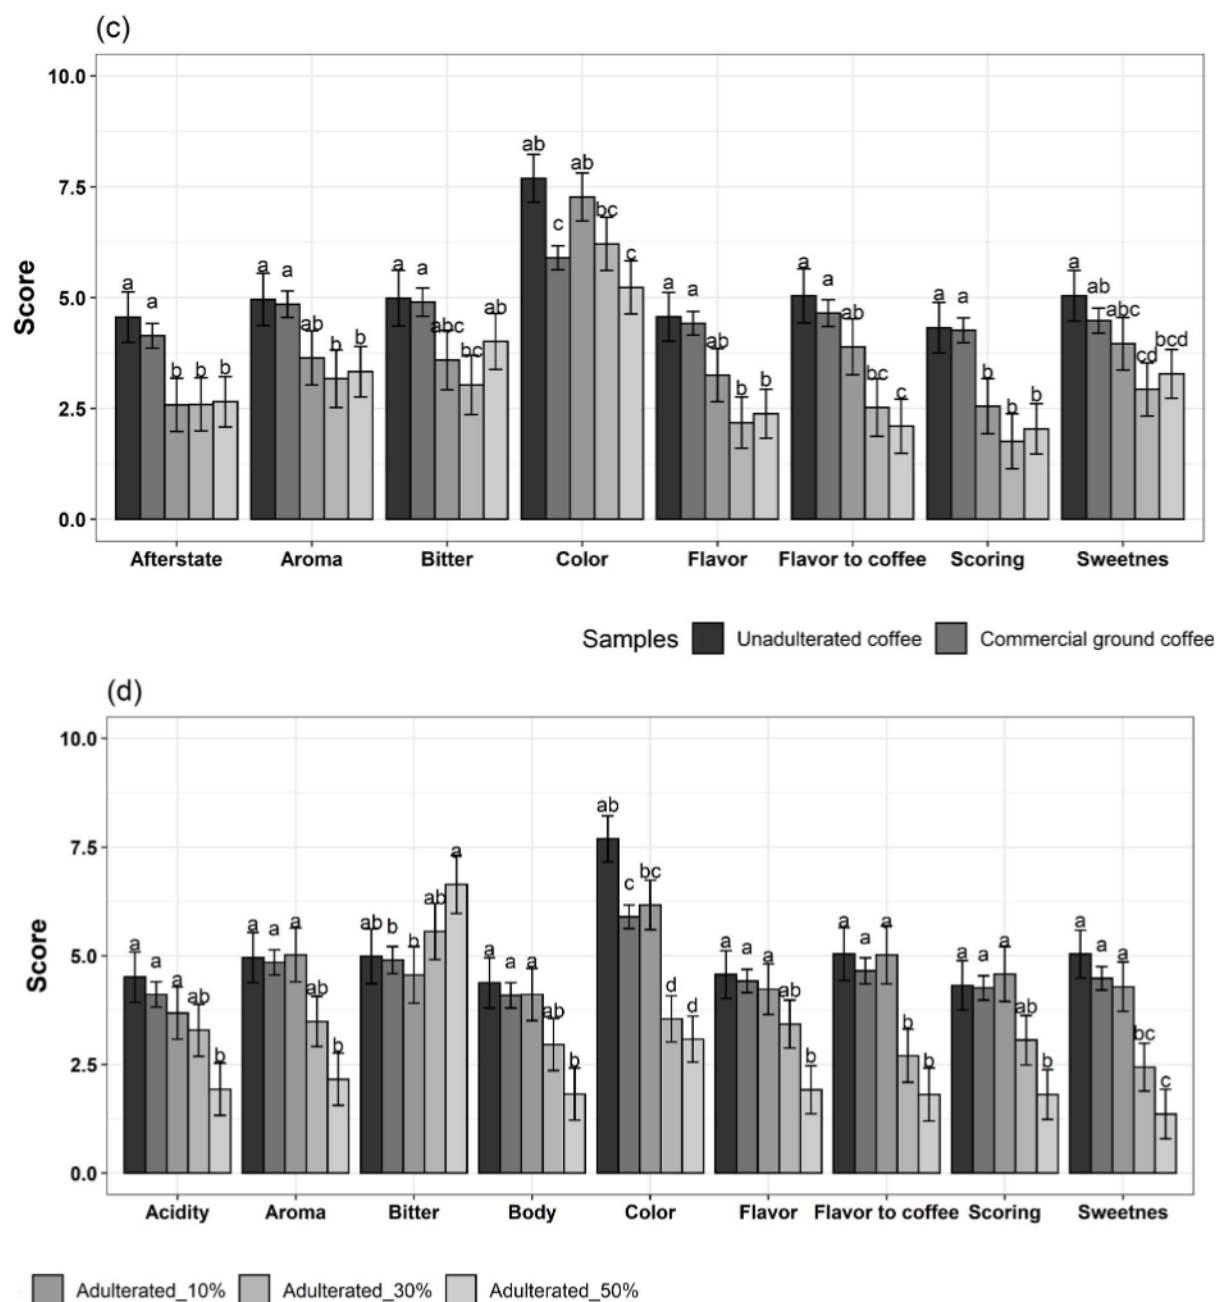 (c)
10.0
7.5
5.0
2.5
0.0
Score
a a b b b
a a ab b b
a a abc bc ab
ab c ab bc c
a a ab b b
a a ab bc c
a a b b b
a ab abc cd bcd
Afterstate Aroma Bitter Color Flavor Flavor to coffee Scoring Sweetnes
Samples Unadulterated coffee Commercial ground coffee
(d)
10.0
7.5
5.0
2.5
0.0
Score
a a a ab b
a a a ab b
ab b b ab a
a a a ab b
ab c bc d d
a a a ab b
a a a b b
a a a ab b
a a a bc c
Acidity Aroma Bitter Body Color Flavor Flavor to coffee Scoring Sweetnes
Adulterated_10% Adulterated_30% Adulterated_50%